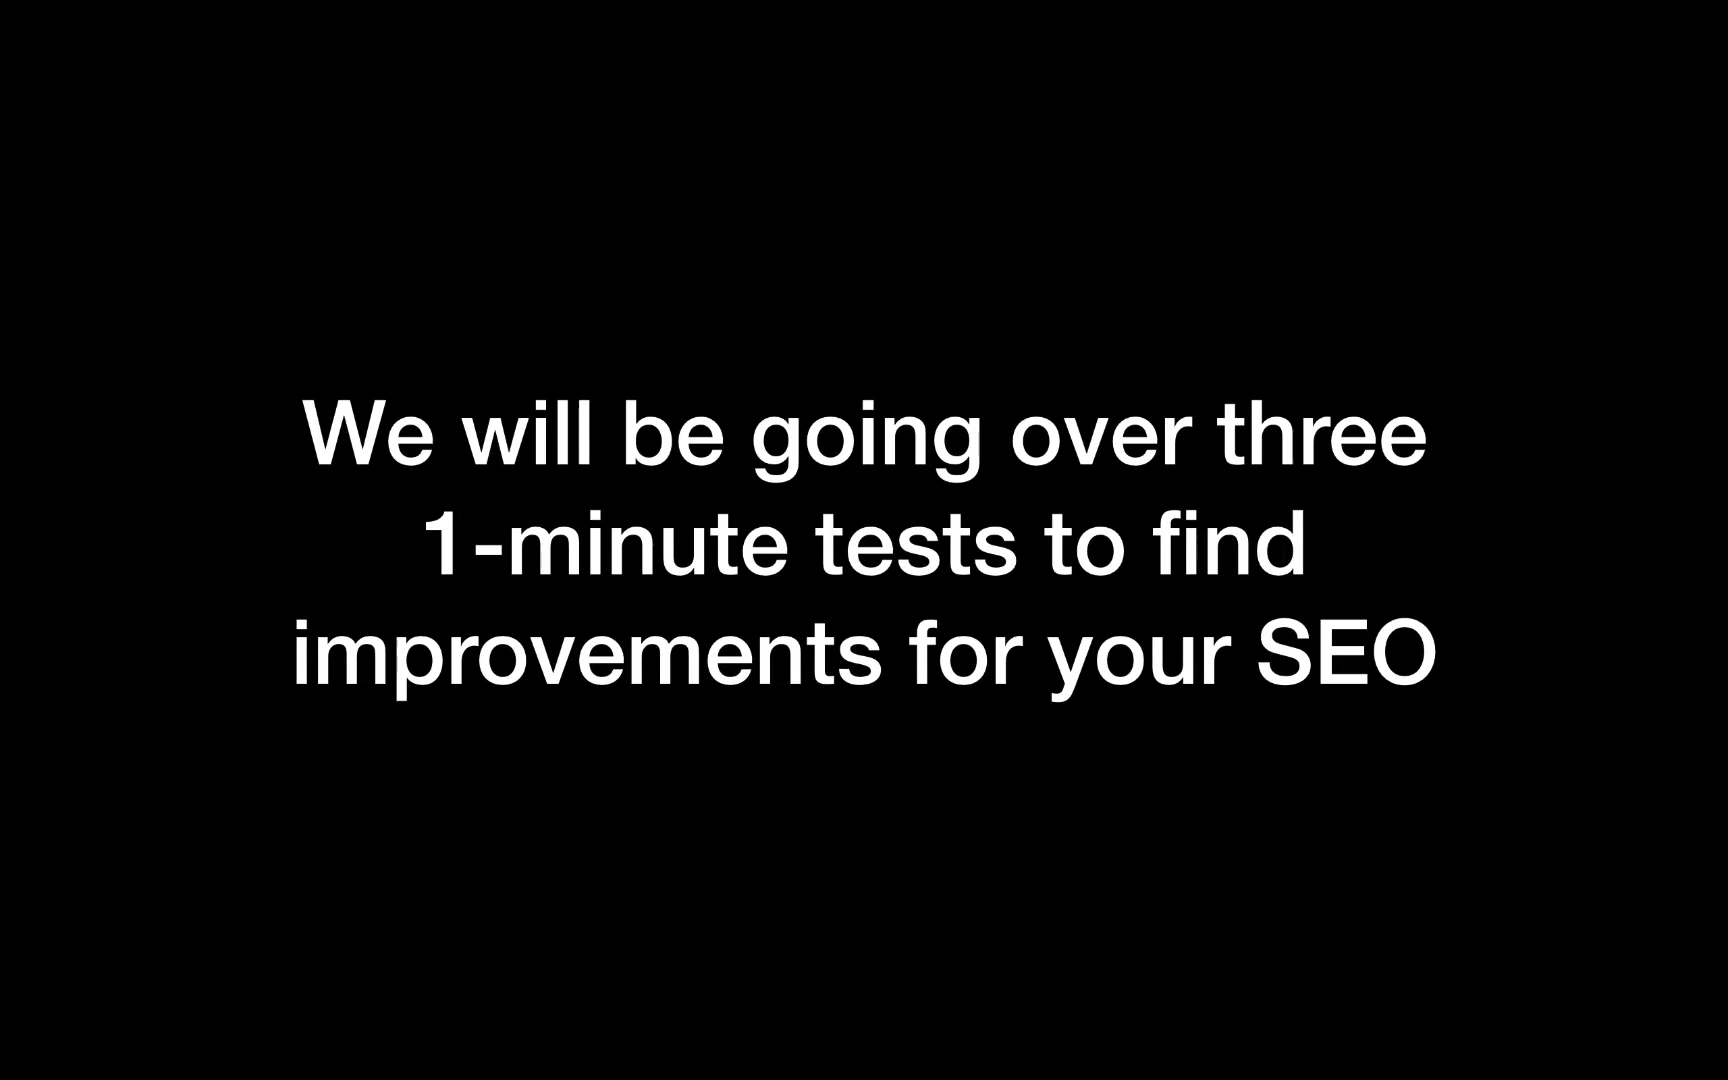 We will be going over three
1-minute tests to find
improvements for your SEO